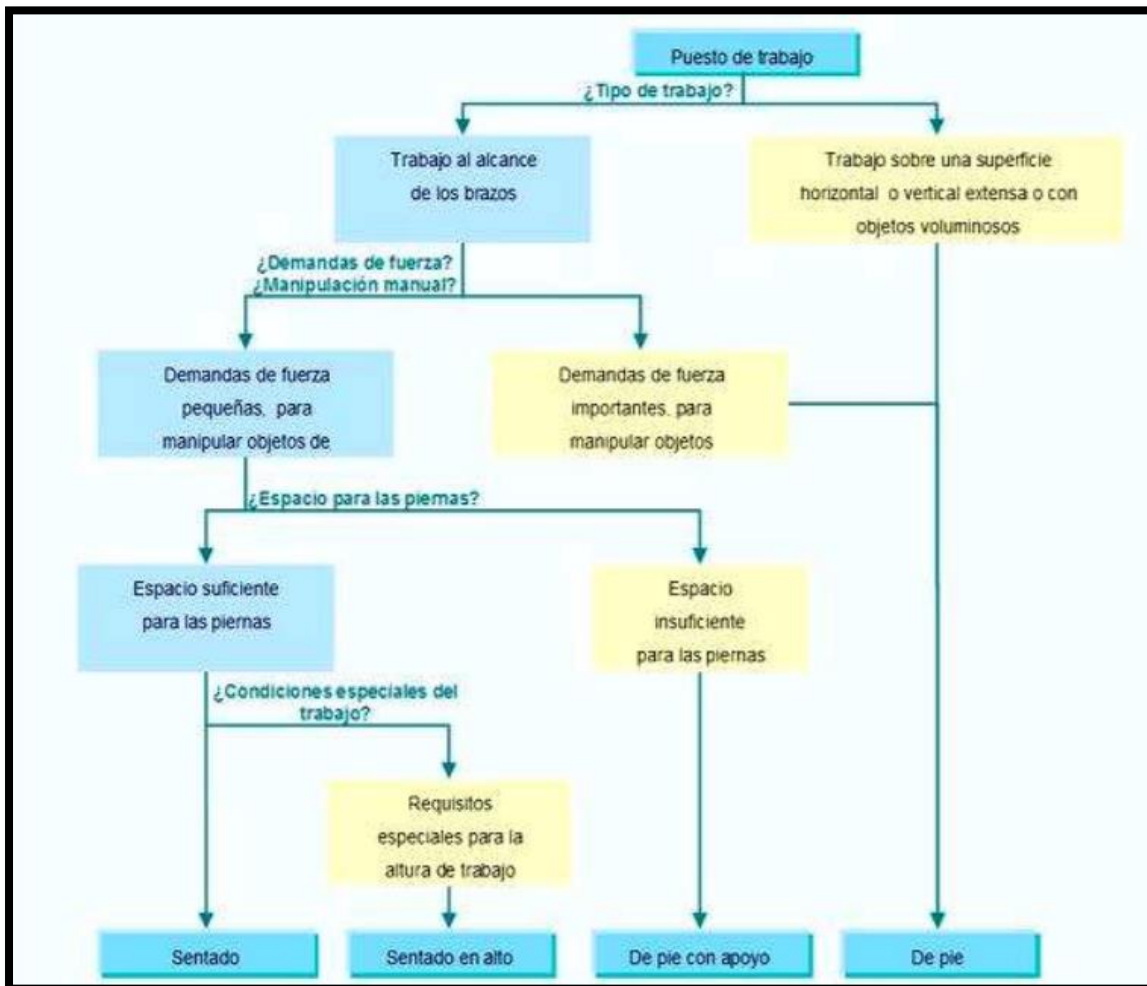 Puesto de trabajo
¿Tipo de trabajo?
Trabajo al alcance
de los brazos
Trabajo sobre una superficie
horizontal o vertical extensa o con
objetos voluminosos
¿Demandas de fuerza?
¿Manipulación manual?
Demandas de fuerza
pequeñas, para
manipular objetos de
Demandas de fuerza
importantes, para
manipular objetos
¿Espacio para las piernas?
Espacio suficiente
para las piernas
Espacio
insuficiente
para las piernas
¿Condiciones especiales del
trabajo?
Requisitos
especiales para la
altura de trabajo
Sentado
Sentado en alto
De pie con apoyo
De pie